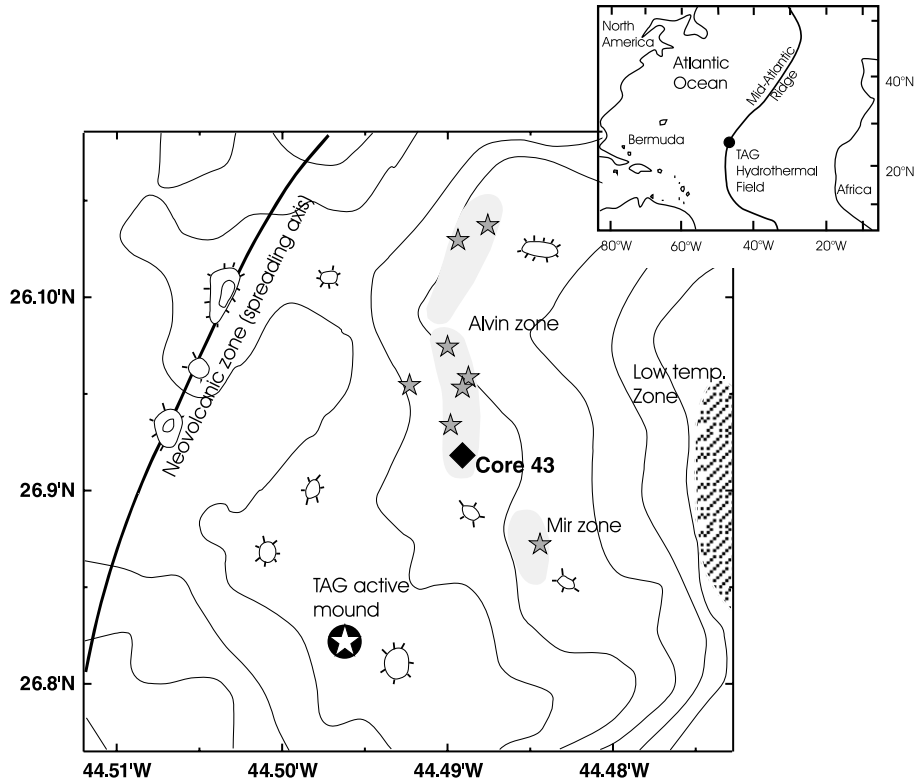 North
America
Atlantic
Ocean
Mid-Atlantic
Ridge
40°N
Bermuda
TAG
Hydrothermal
Field
20°N
Africa
80°W
60°W
40°W
20°W
26.10'N
Neovolcanic zone (spreading axis)
Alvin zone
Low temp.
Zone
Core 43
26.9'N
Mir zone
TAG active
mound
26.8'N
44.51'W
44.50'W
44.49'W
44.48'W